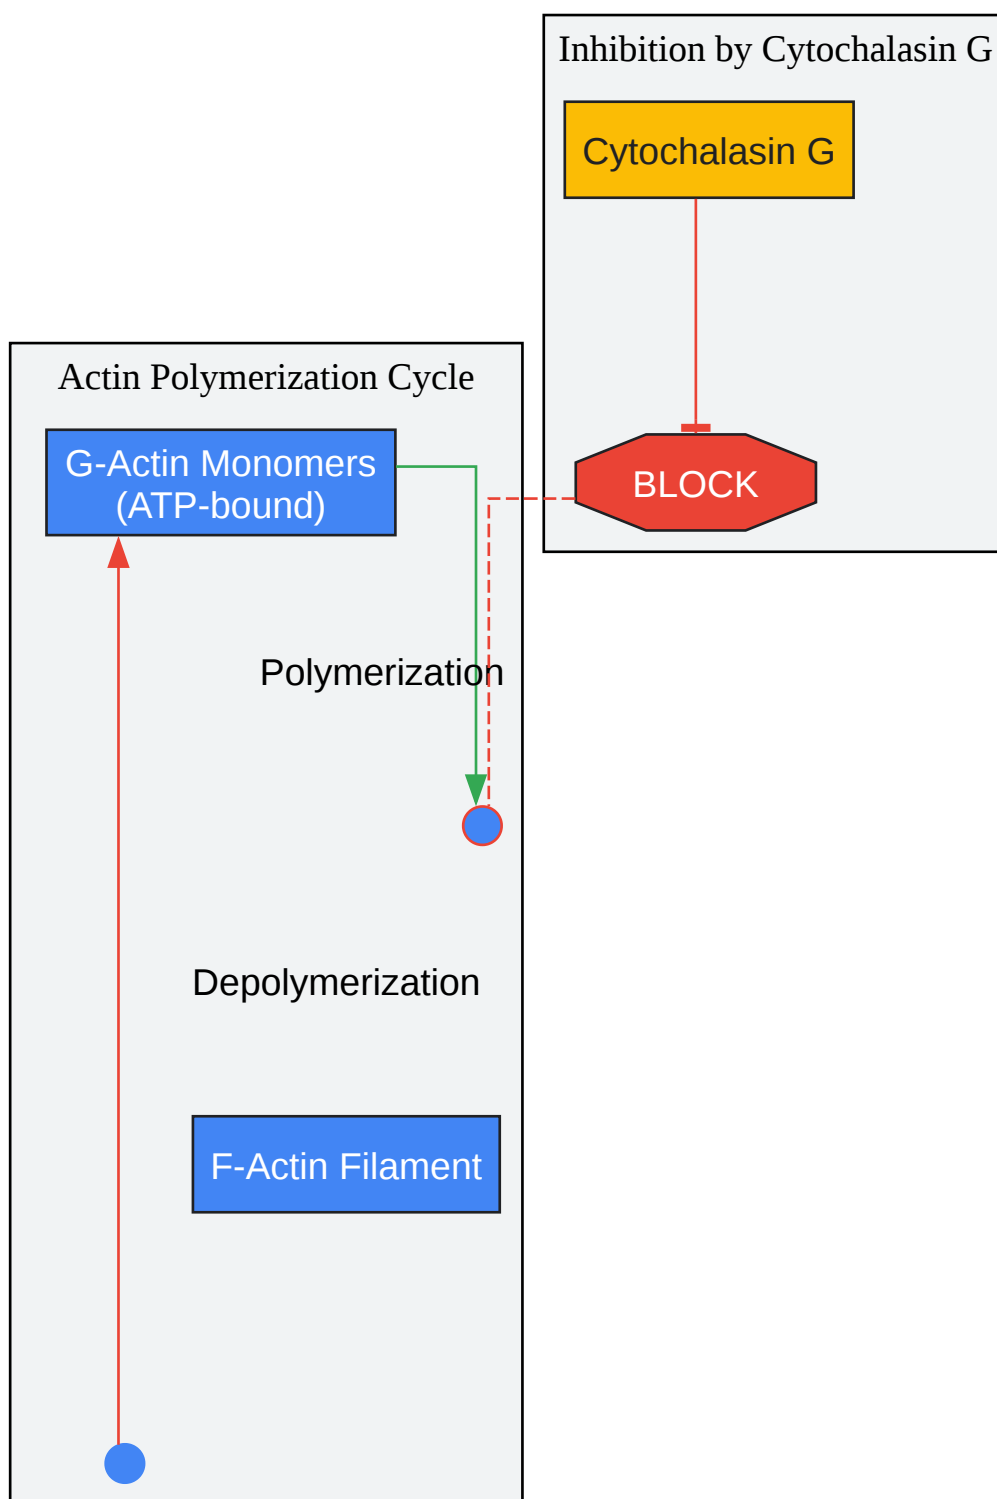 Inhibition by Cytochalasin G
Cytochalasin G
BLOCK
Actin Polymerization Cycle
G-Actin Monomers
(ATP-bound)
Polymerization
Depolymerization
F-Actin Filament